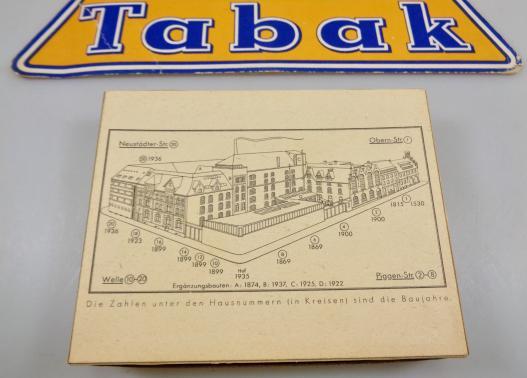 Tabak
Neustädter-Str.
Obern-Str. 1
1936
1815 1530
1900
1936
1923
1899
1899
1899
1899
Hof
1935
1869
1869
1900
Welle 10-20
Piggen-Str. 2-8
Ergänzungsbauten: A: 1874, B: 1937, C: 1925, D: 1922
Die Zahlen unter den Hausnummern (in Kreisen) sind die Baujahre.